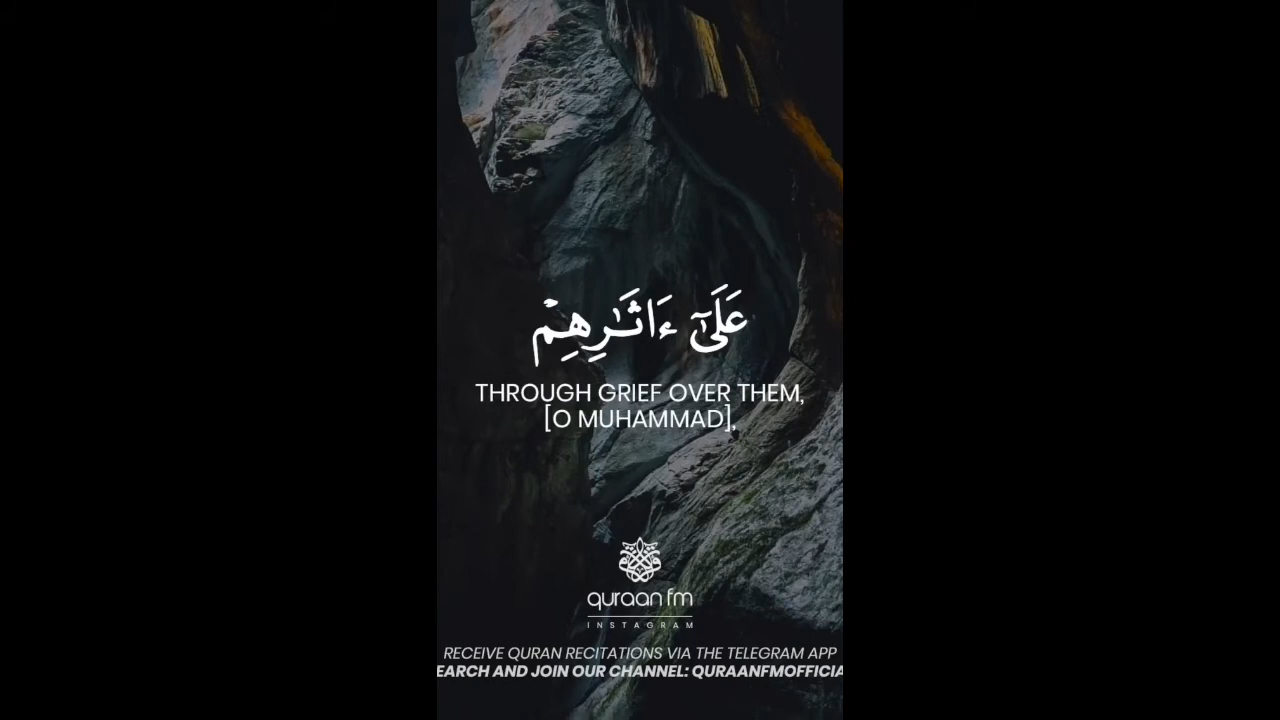 عَلَىٰٓ ءَاثَـٰرِهِمْ
THROUGH GRIEF OVER THEM,
[O MUHAMMAD],
quraan fm
INSTAGRAM
RECEIVE QURAN RECITATIONS VIA THE TELEGRAM APP
EARCH AND JOIN OUR CHANNEL: QURAANFMOFFICIA